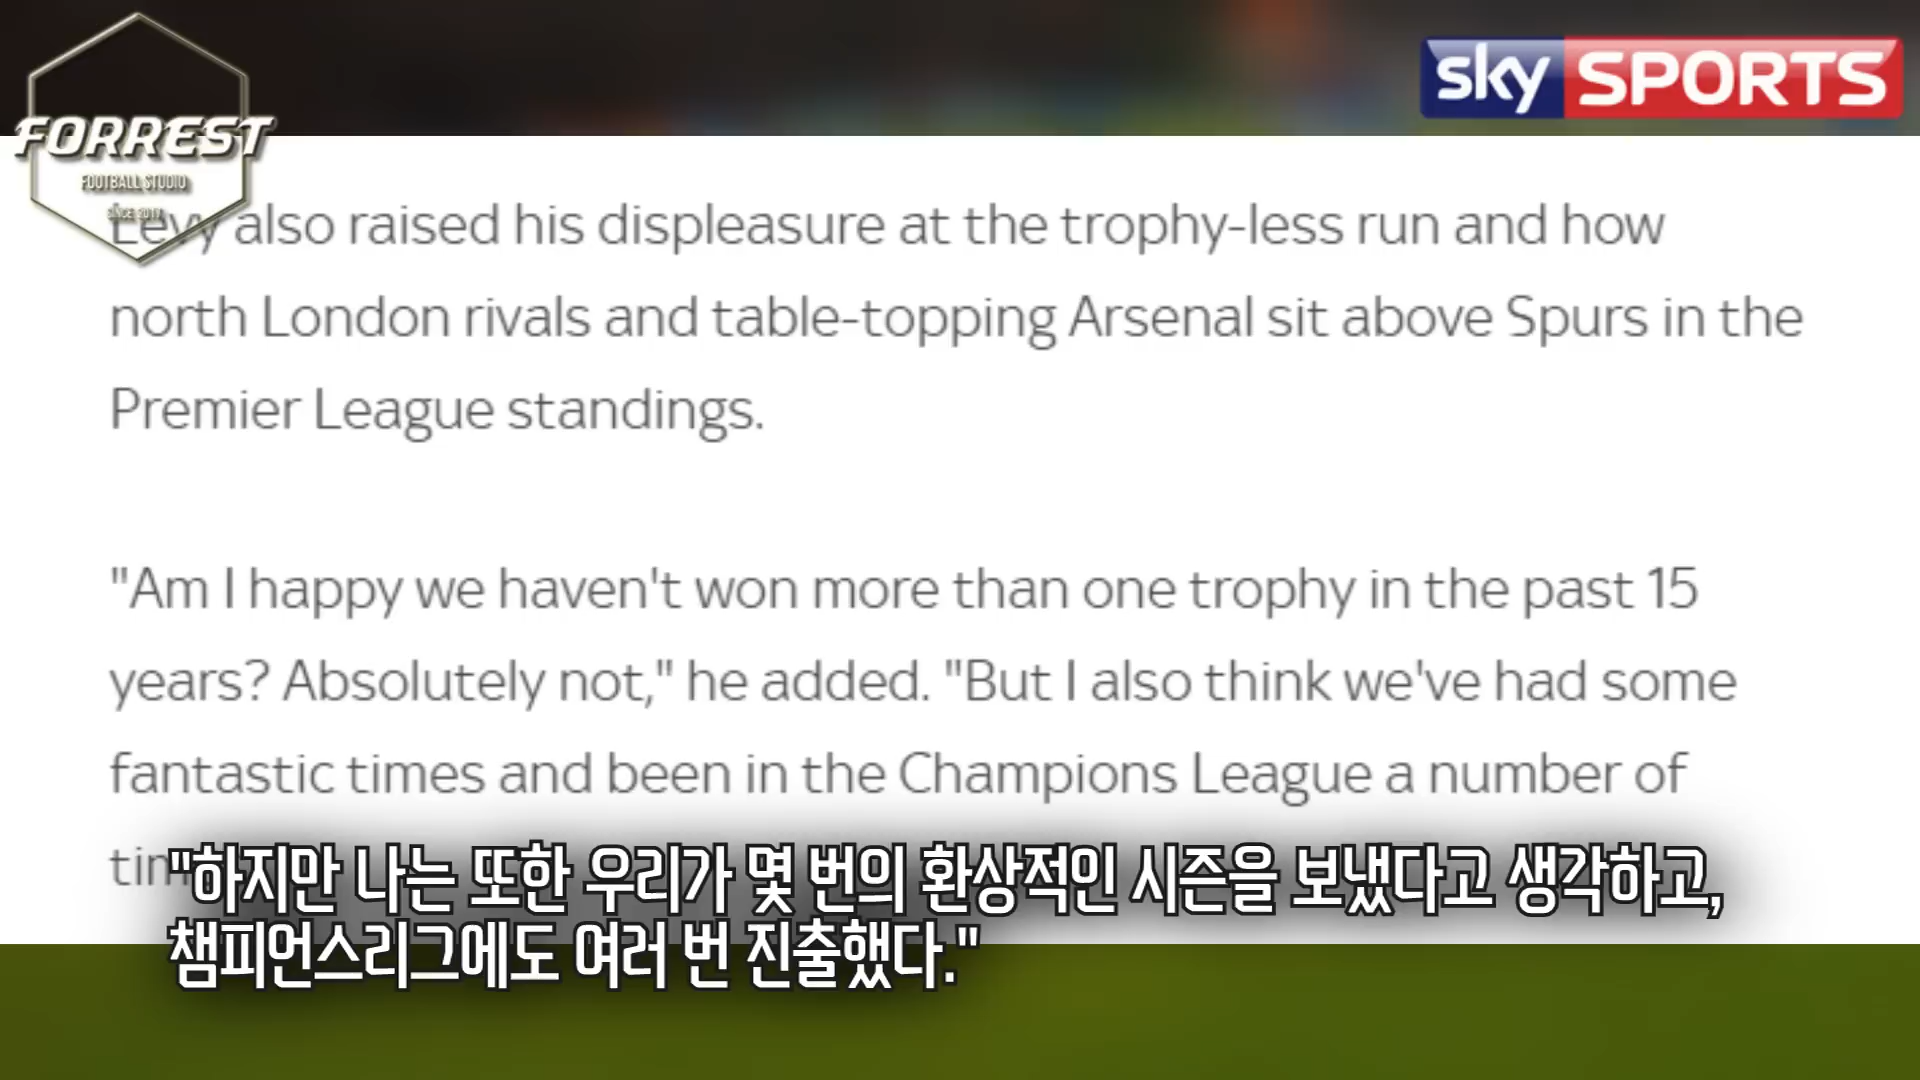 FORREST
FOOTBALL STUDIO
SINCE 2017
sky SPORTS
Levy also raised his displeasure at the trophy-less run and how
north London rivals and table-topping Arsenal sit above Spurs in the
Premier League standings.
"Am I happy we haven't won more than one trophy in the past 15
years? Absolutely not," he added. "But I also think we've had some
fantastic times and been in the Champions League a number of
"하지만 나는 또한 우리가 몇 번의 환상적인 시즌을 보냈다고 생각하고,
챔피언스리그에도 여러 번 진출했다."